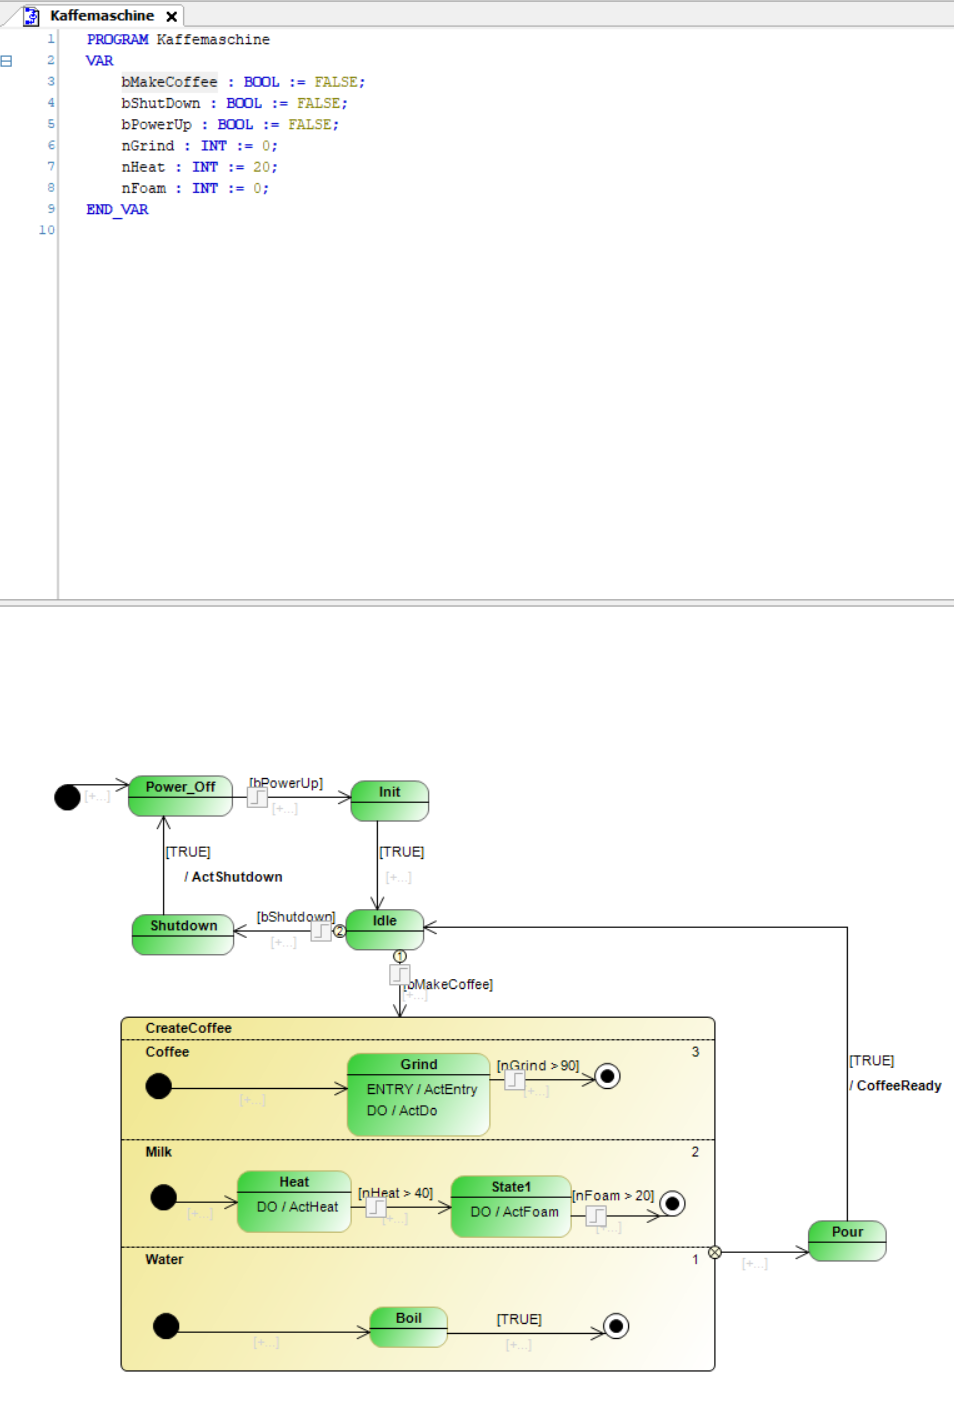 Kaffemaschine
1 PROGRAM Kaffemaschine
2 VAR
3 bMakeCoffee : BOOL := FALSE;
4 bShutDown : BOOL := FALSE;
5 bPowerUp : BOOL := FALSE;
6 nGrind : INT := 0;
7 nHeat : INT := 20;
8 nFoam : INT := 0;
9 END_VAR
10
[+...]
Power_Off
[bPowerUp]
[+...]
Init
[TRUE]
/ ActShutdown
[TRUE]
[+...]
Shutdown
[bShutdown]
[+...]
2
Idle
1
[bMakeCoffee]
[+...]
CreateCoffee
Coffee
3
[+...]
Grind
ENTRY / ActEntry
DO / ActDo
[nGrind > 90]
[+...]
[TRUE]
/ CoffeeReady
Milk
2
[+...]
Heat
DO / ActHeat
[nHeat > 40]
[+...]
State1
DO / ActFoam
[nFoam > 20]
[+...]
Water
1
[+...]
Pour
[+...]
Boil
[TRUE]
[+...]